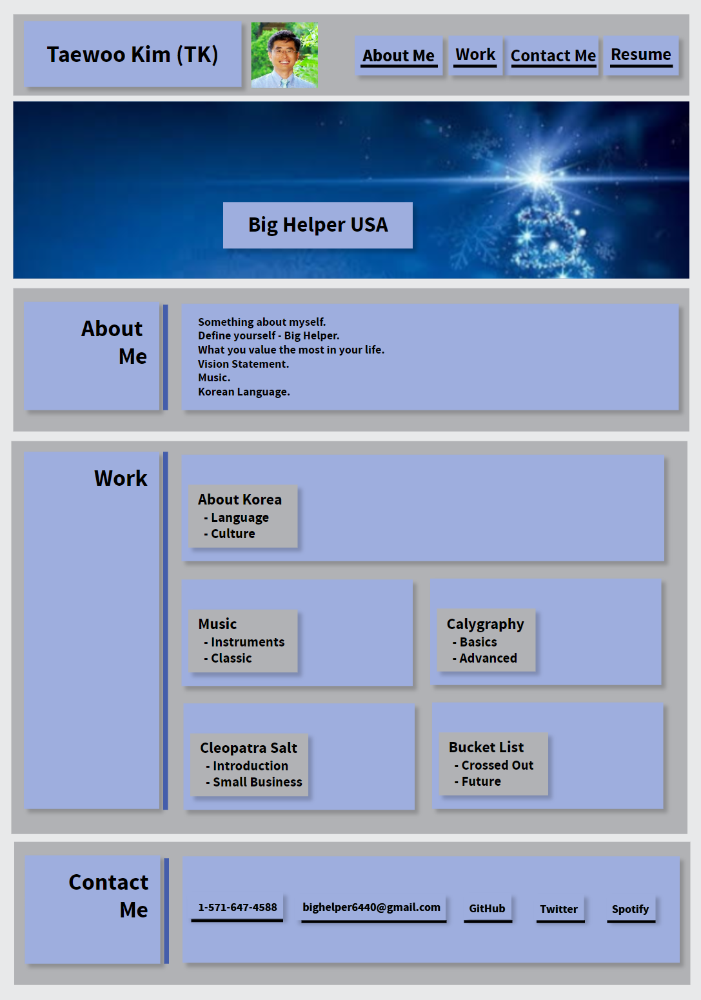 Taewoo Kim (TK)
About Me
Work
Contact Me
Resume
Big Helper USA
About
Me
Something about myself.
Define yourself - Big Helper.
What you value the most in your life.
Vision Statement.
Music.
Korean Language.
Work
About Korea
- Language
- Culture
Music
- Instruments
- Classic
Calygraphy
- Basics
- Advanced
Cleopatra Salt
- Introduction
- Small Business
Bucket List
- Crossed Out
- Future
Contact
Me
1-571-647-4588
bighelper6440@gmail.com
GitHub
Twitter
Spotify